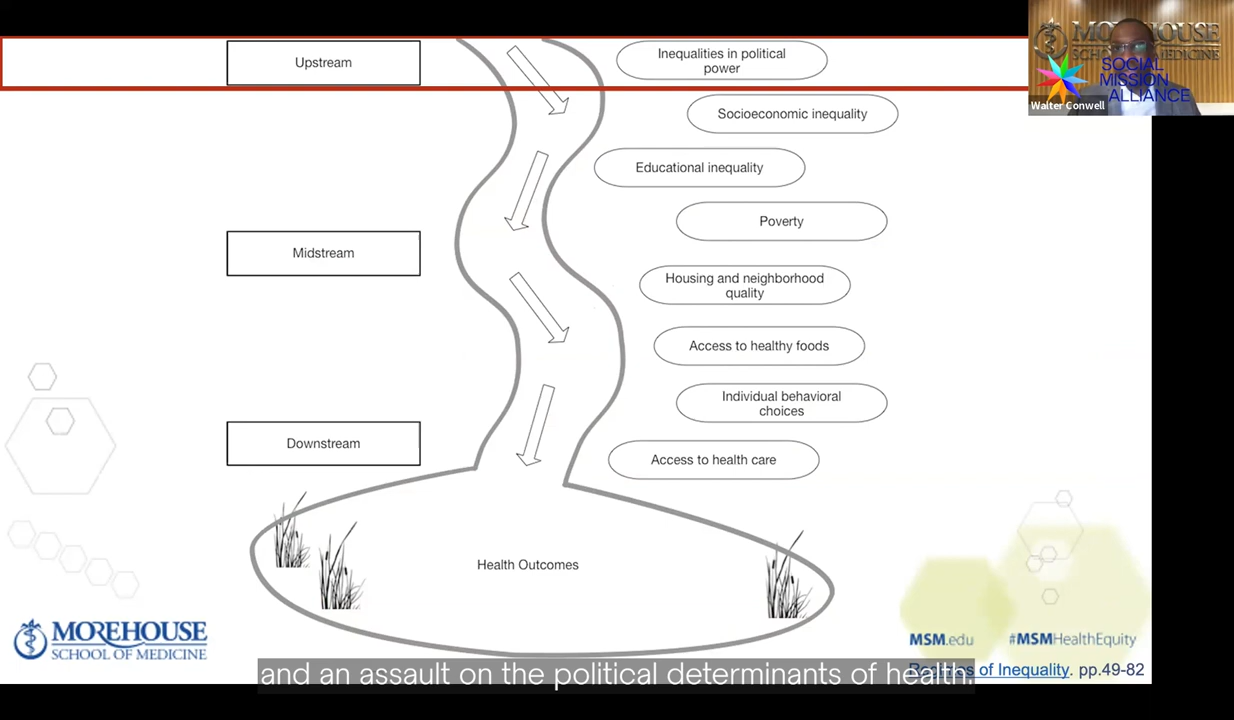 Upstream
Inequalities in political
power
Socioeconomic inequality
Educational inequality
Poverty
Midstream
Housing and neighborhood
quality
Access to healthy foods
Individual behavioral
choices
Downstream
Access to health care
Health Outcomes
MOREHOUSE
SCHOOL OF MEDICINE
MSM.edu
#MSMHealthEquity
of Inequality. pp.49-82
and an assault on the political determinants of health.
MOREHOUSE
SCHOOL OF MEDICINE
SOCIAL
MISSION
ALLIANCE
Walter Conwell